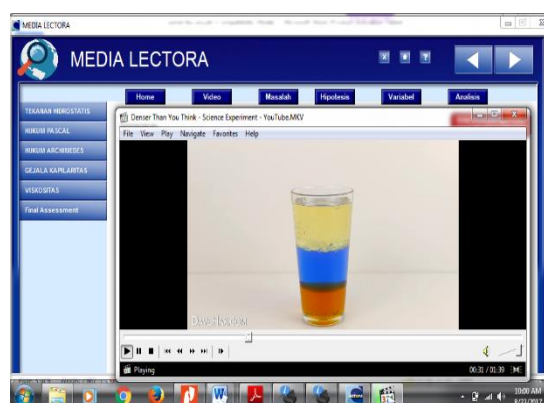 MEDIA LECTORA
MEDIA LECTORA
Home Video Masalah Hipotesis Variabel Analisis
TEKANAN HIDROSTATIS
HUKUM PASCAL
HUKUM ARCHIMEDES
GEJALA KAPILARITAS
VISKOSITAS
Final Assessment
Denser Than You Think - Science Experiment - YouTube.MKV
File View Play Navigate Favorites Help
Playing
00:31 / 01:39
10:00 AM